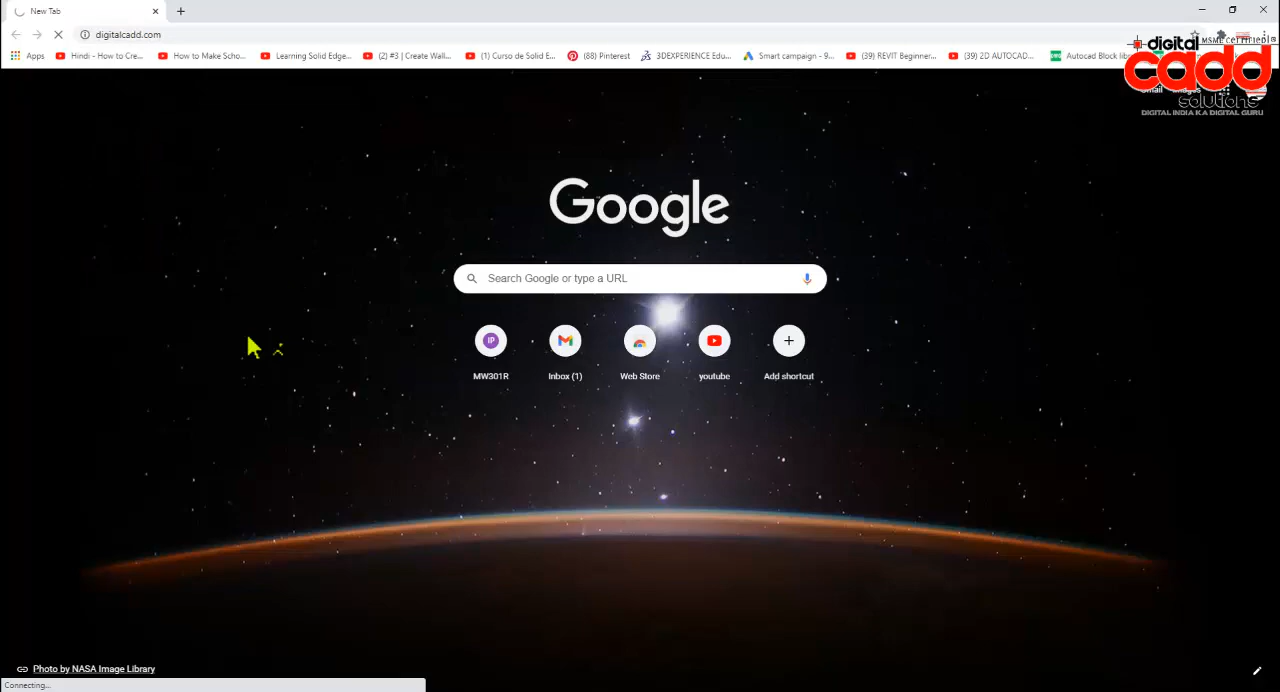 New Tab
digitalcadd.com
Apps
Hindi - How to Cre...
How to Make Scho...
Learning Solid Edge...
(2) #3 | Create Wall...
(1) Curso de Solid E...
(88) Pinterest
3DEXPERIENCE Edu...
Smart campaign - 9...
(39) REVIT Beginner...
(39) 2D AUTOCAD...
Autocad Block lib
digital
MSME CERTIFIED
cadd
solutions
DIGITAL INDIA KA DIGITAL GURU
Google
Search Google or type a URL
IP
MW301R
Inbox (1)
Web Store
youtube
Add shortcut
Photo by NASA Image Library
Connecting...